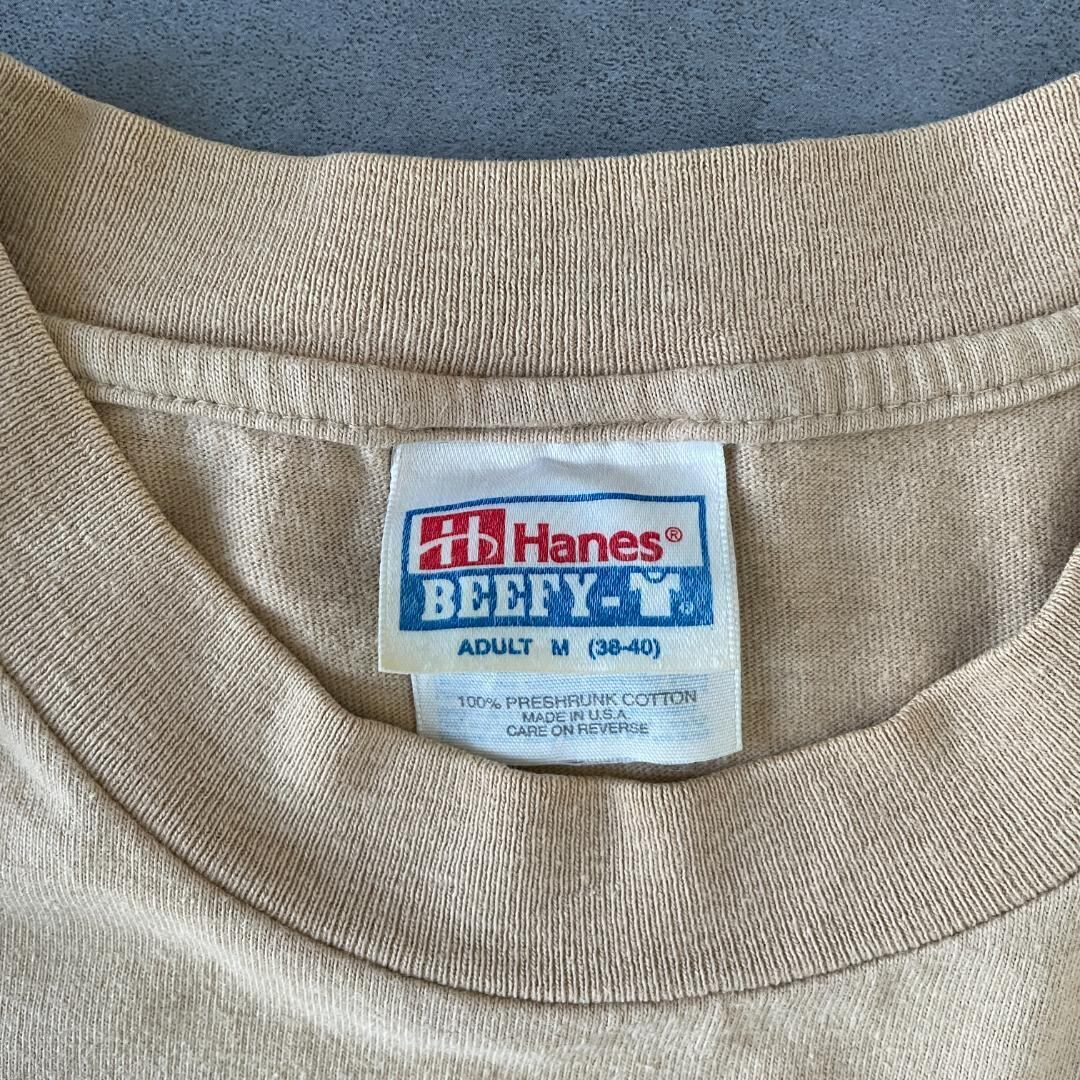 Hanes®
BEEFY-T®
ADULT M (38-40)
100% PRESHRUNK COTTON
MADE IN U.S.A.
CARE ON REVERSE